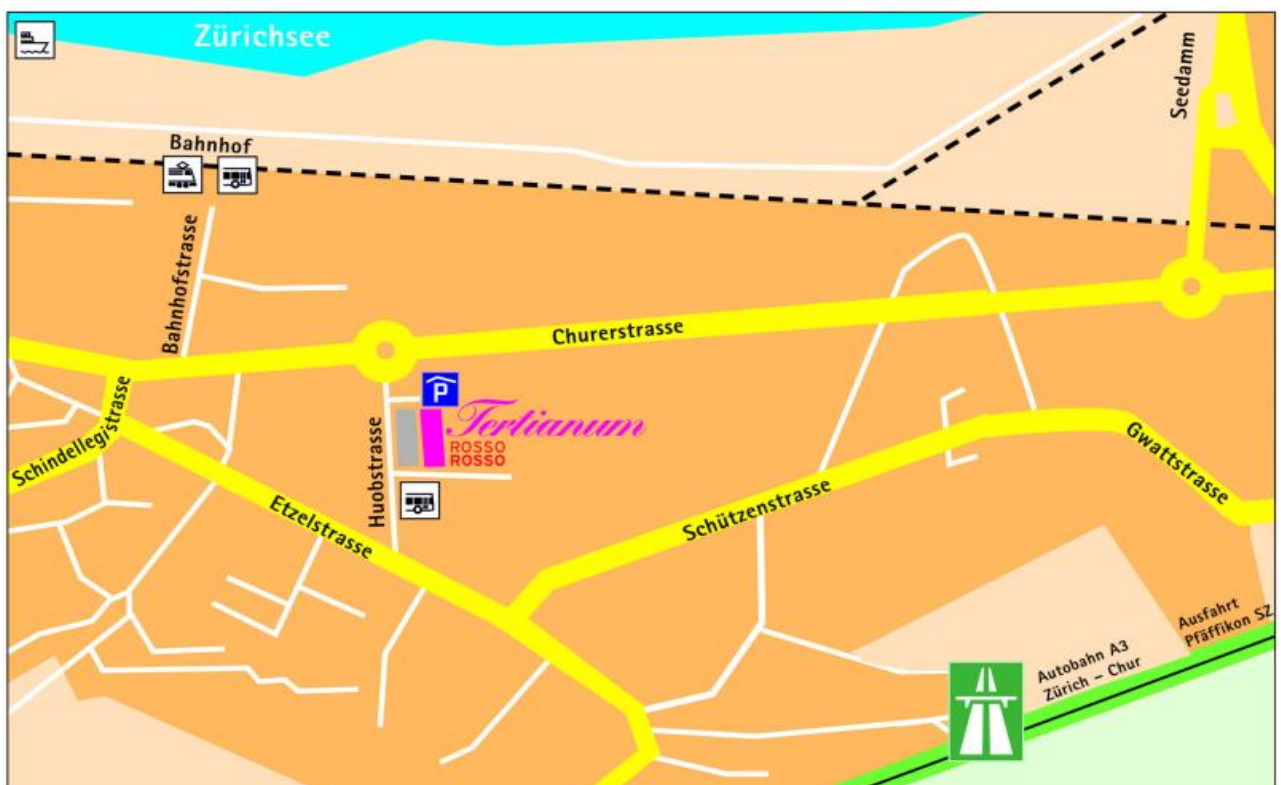 Zürichsee
Seedamm
Bahnhof
Bahnhofstrasse
Churerstrasse
P
Tertianum
ROSSO
ROSSO
Schindellegistrasse
Huobstrasse
Etzelstrasse
Schützenstrasse
Gwattstrasse
Ausfahrt
Pfäffikon SZ
Autobahn A3
Zürich – Chur